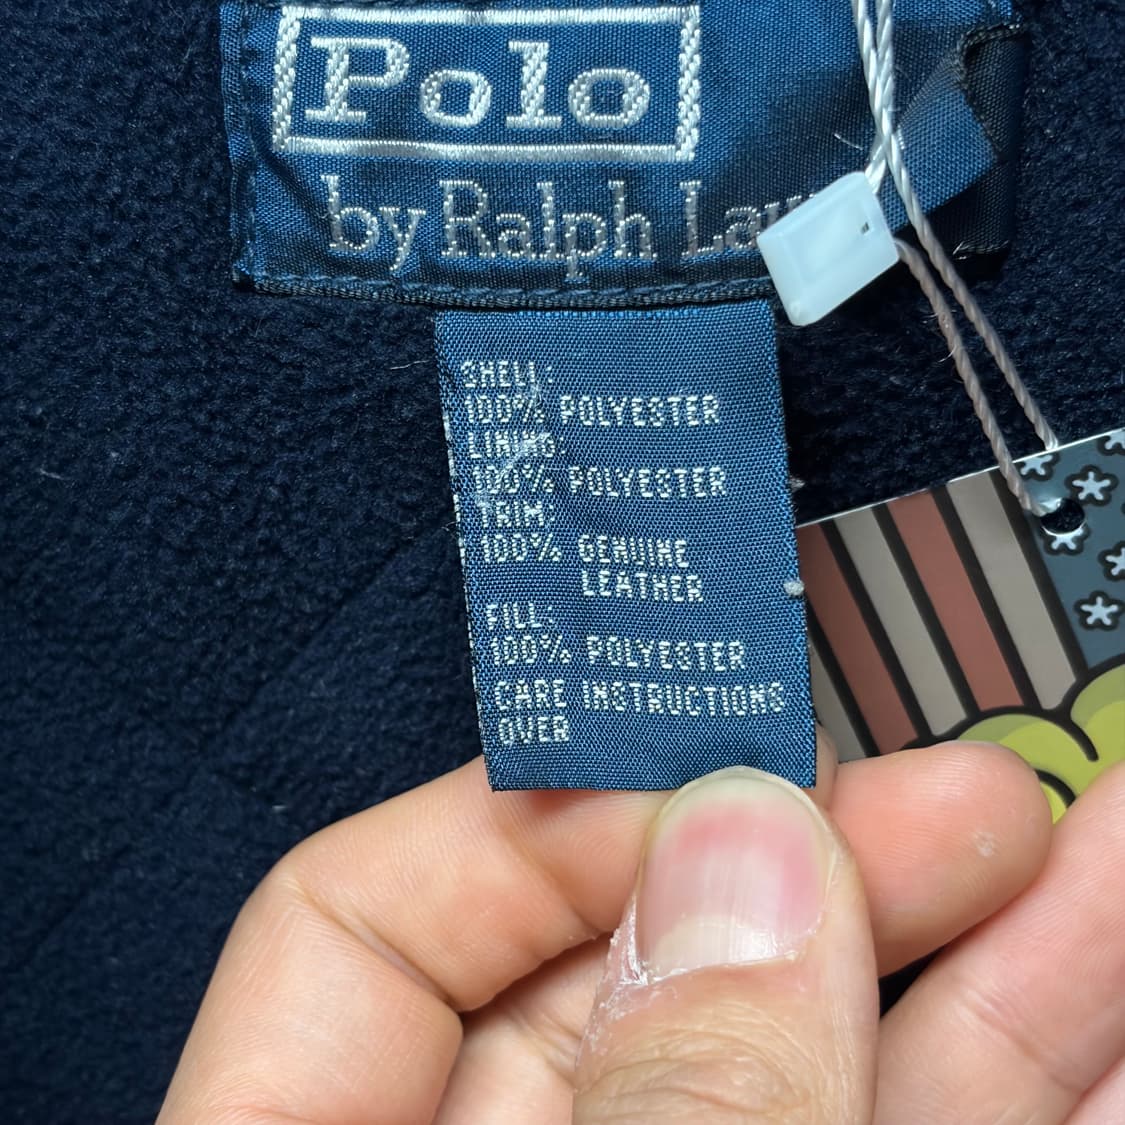 Polo
by Ralph Lau
SHELL:
100% POLYESTER
LINING:
100% POLYESTER
TRIM:
100% GENUINE
LEATHER
FILL:
100% POLYESTER
CARE INSTRUCTIONS
OVER